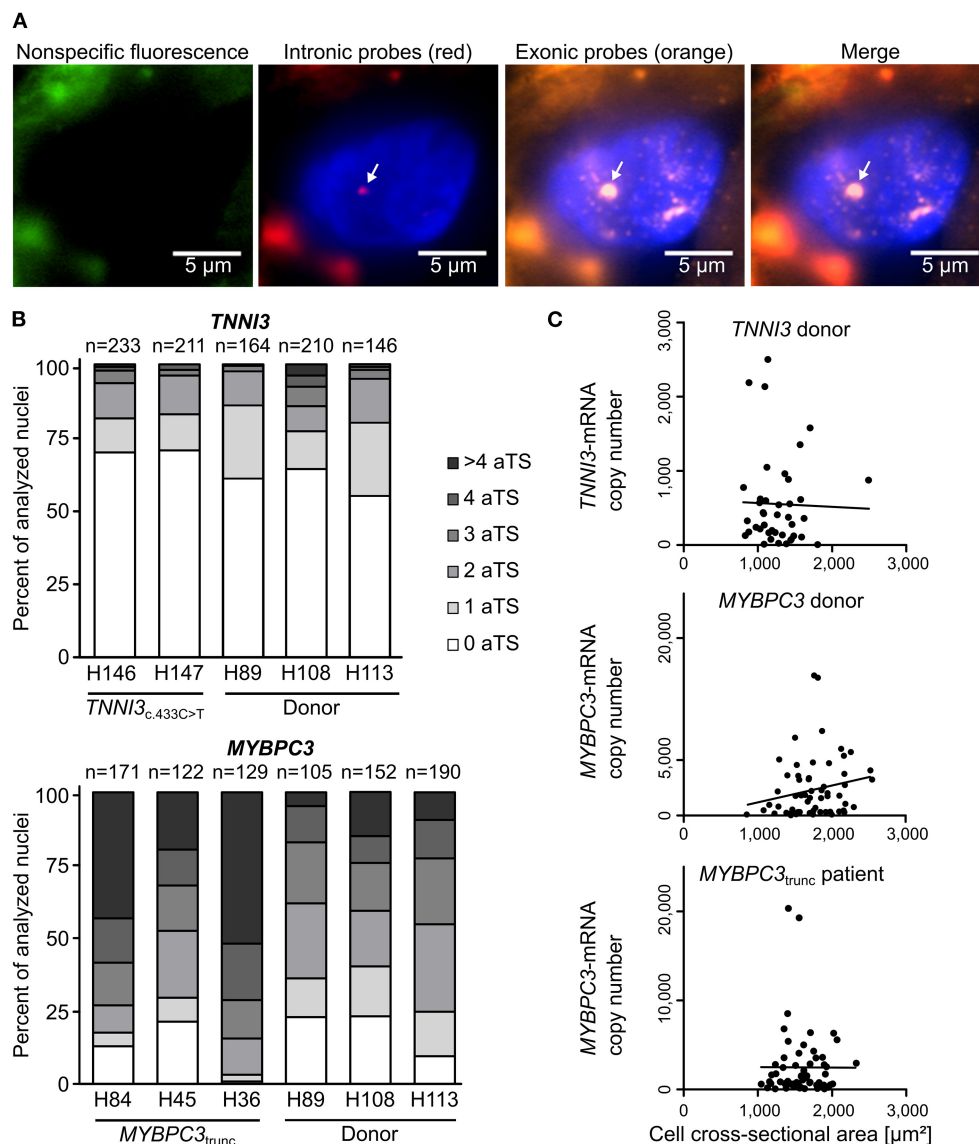 A
Nonspecific fluorescence
Intronic probes (red)
Exonic probes (orange)
Merge
5 µm
5 µm
5 µm
5 µm
B
TNNI3
n=233 n=211 n=164 n=210 n=146
Percent of analyzed nuclei
100
75
50
25
0
H146 H147 H89 H108 H113
TNNI3c.433C>T Donor
>4 aTS
4 aTS
3 aTS
2 aTS
1 aTS
0 aTS
MYBPC3
n=171 n=122 n=129 n=105 n=152 n=190
Percent of analyzed nuclei
100
75
50
25
0
H84 H45 H36 H89 H108 H113
MYBPC3trunc Donor
C
TNNI3 donor
TNNI3-mRNA
copy number
3,000
2,000
1,000
0
0 1,000 2,000 3,000
MYBPC3 donor
MYBPC3-mRNA
copy number
20,000
5,000
0
0 1,000 2,000 3,000
MYBPC3trunc patient
MYBPC3-mRNA
copy number
20,000
10,000
0
0 1,000 2,000 3,000
Cell cross-sectional area [µm²]